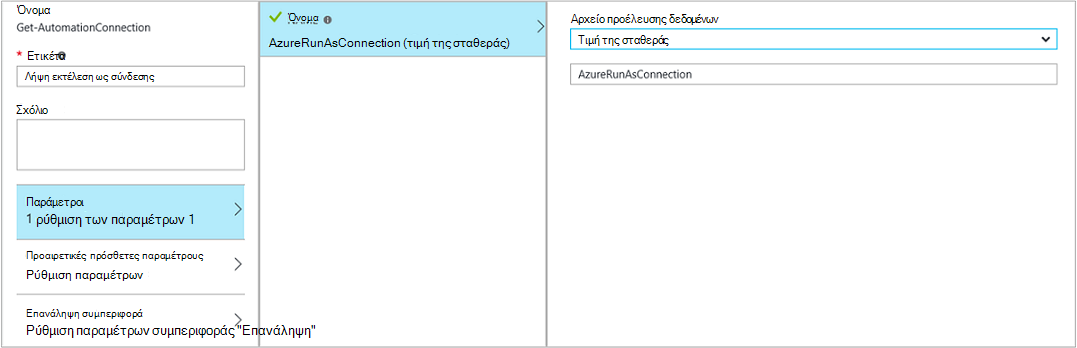 Όνομα
Get-AutomationConnection
* Ετικέτα
Λήψη εκτέλεση ως σύνδεσης
Σχόλιο
Παράμετροι
1 ρύθμιση των παραμέτρων 1
Προαιρετικές πρόσθετες παραμέτρους
Ρύθμιση παραμέτρων
Επανάληψη συμπεριφορά
Ρύθμιση παραμέτρων συμπεριφοράς "Επανάληψη"
Όνομα
AzureRunAsConnection (τιμή της σταθεράς)
Αρχείο προέλευσης δεδομένων
Τιμή της σταθεράς
AzureRunAsConnection